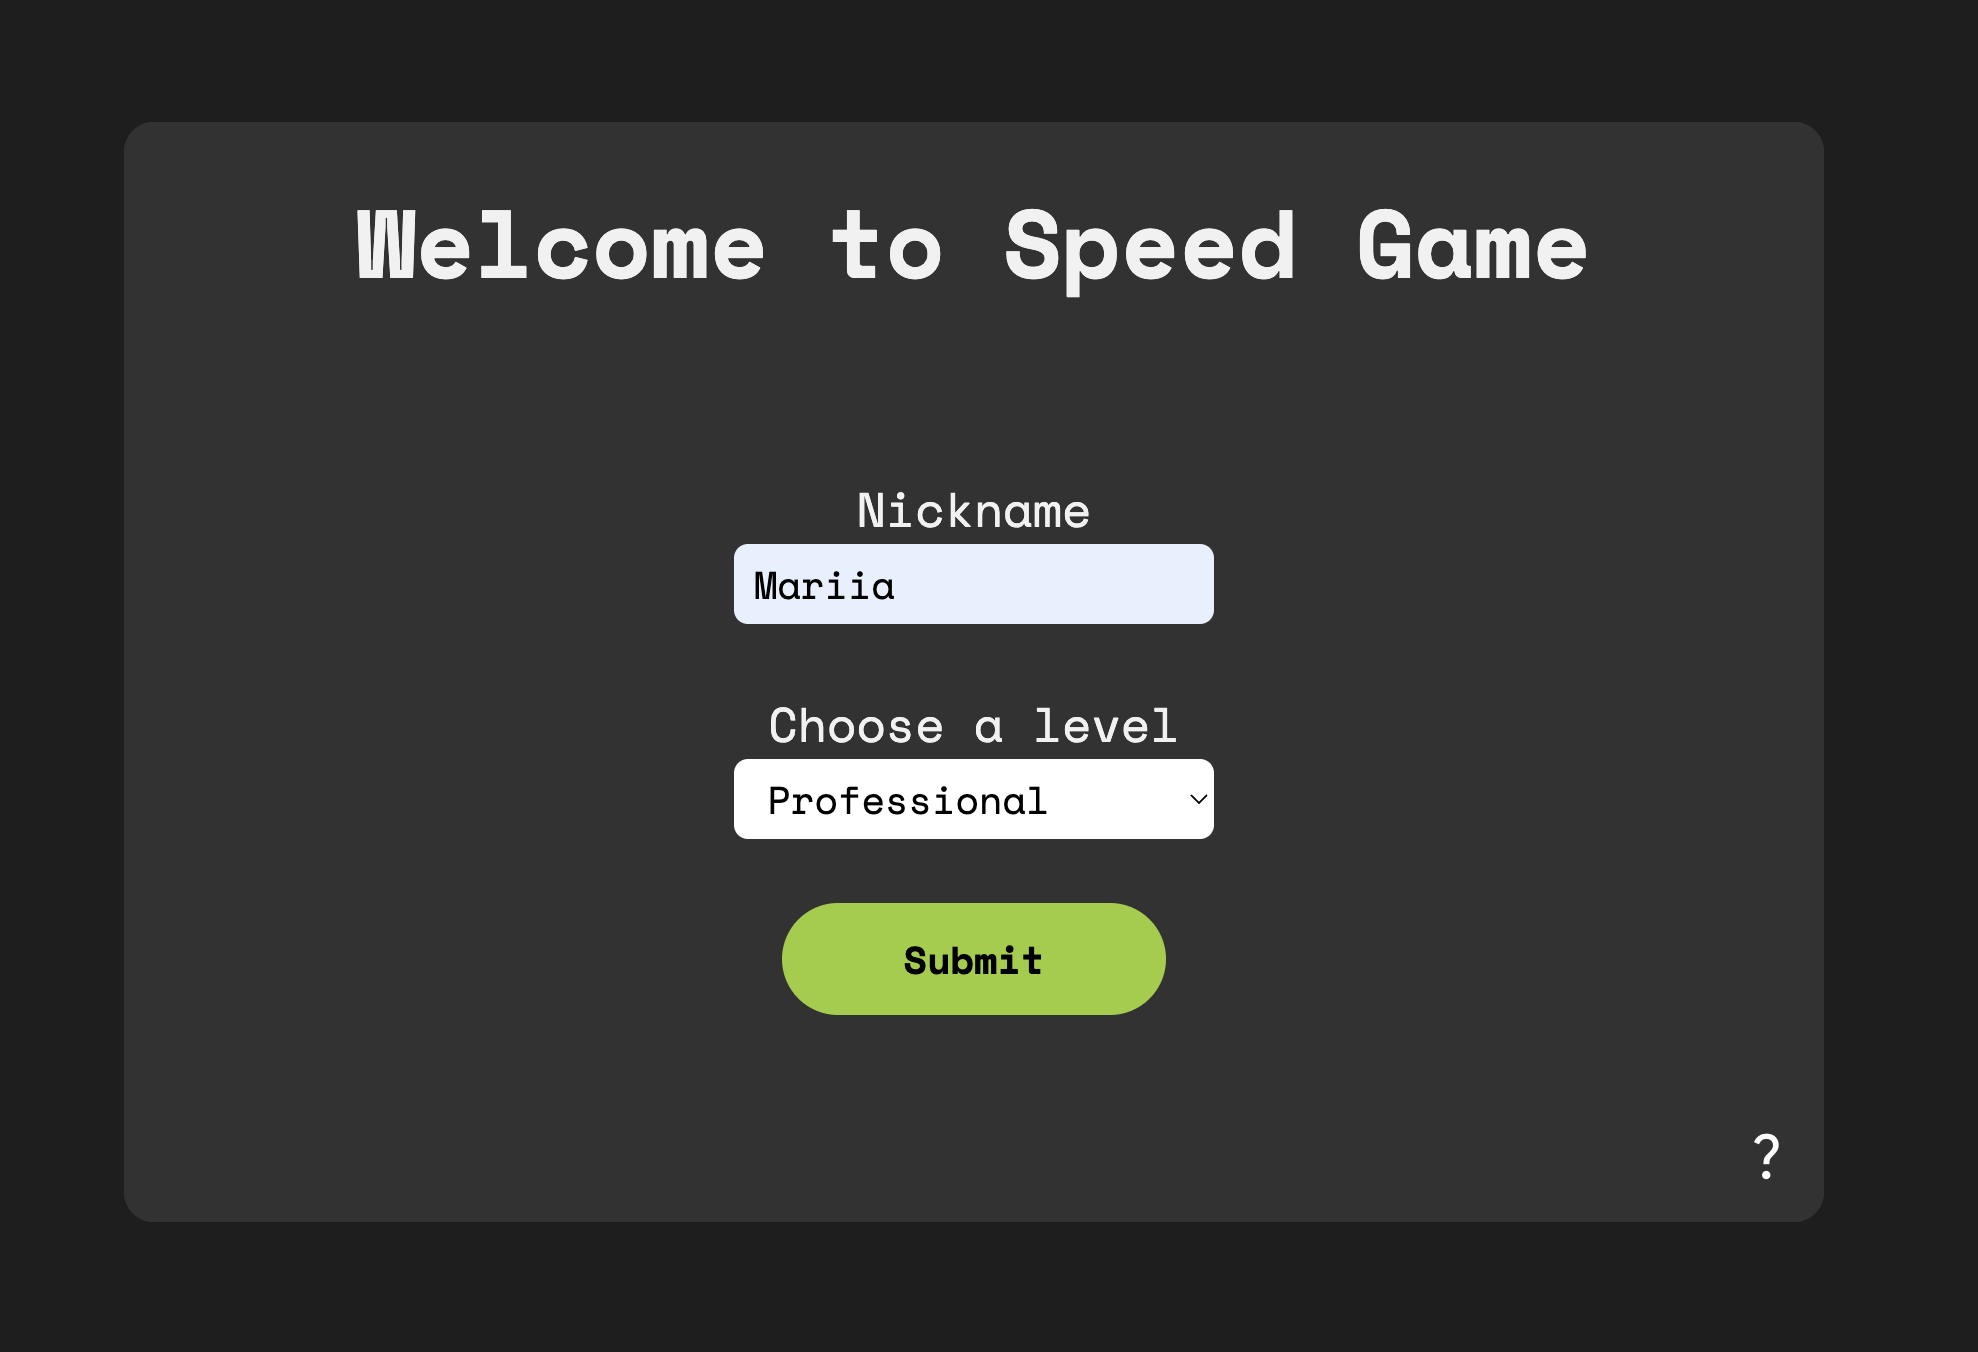 Welcome to Speed Game
Nickname
Mariia
Choose a level
Professional
Submit
?